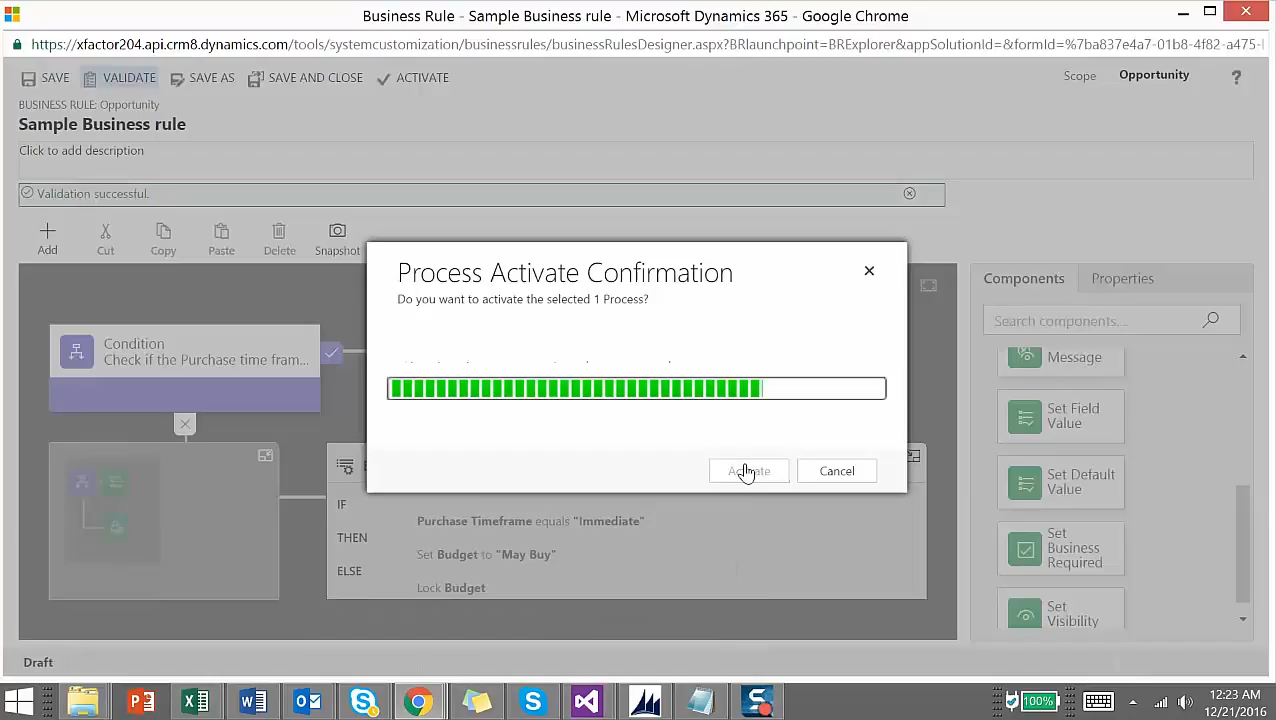 Business Rule - Sample Business rule - Microsoft Dynamics 365 - Google Chrome
https://xfactor204.api.crm8.dynamics.com/tools/systemcustomization/businessrules/businessRulesDesigner.aspx?BRlaunchpoint=BRExplorer&appSolutionId=&formId=%7ba837e4a7-01b8-4f82-a475-
SAVE VALIDATE SAVE AS SAVE AND CLOSE ACTIVATE Scope Opportunity ?
BUSINESS RULE: Opportunity
Sample Business rule
Click to add description
Validation successful.
Add Cut Copy Paste Delete Snapshot
Process Activate Confirmation
Do you want to activate the selected 1 Process?
Activate Cancel
Condition
Check if the Purchase time fram...
IF
Purchase Timeframe equals "Immediate"
THEN
Set Budget to "May Buy"
ELSE
Lock Budget
Components Properties
Search components....
Message
Set Field
Value
Set Default
Value
Set
Business
Required
Set
Visibility
Draft
100%
12:23 AM
12/21/2016